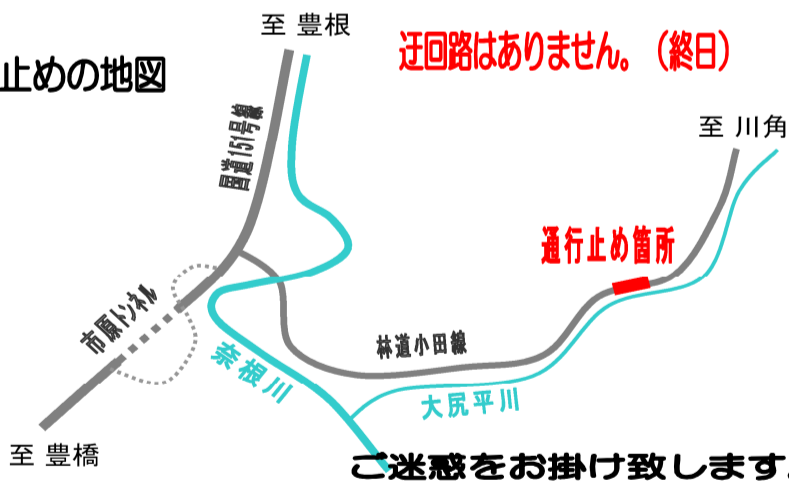 至 豊根
迂回路はありません。（終日）
止めの地図
国道151号線
至 川角
通行止め箇所
市原トンネル
林道小田線
奈根川
大尻平川
至 豊橋
ご迷惑をお掛け致します。